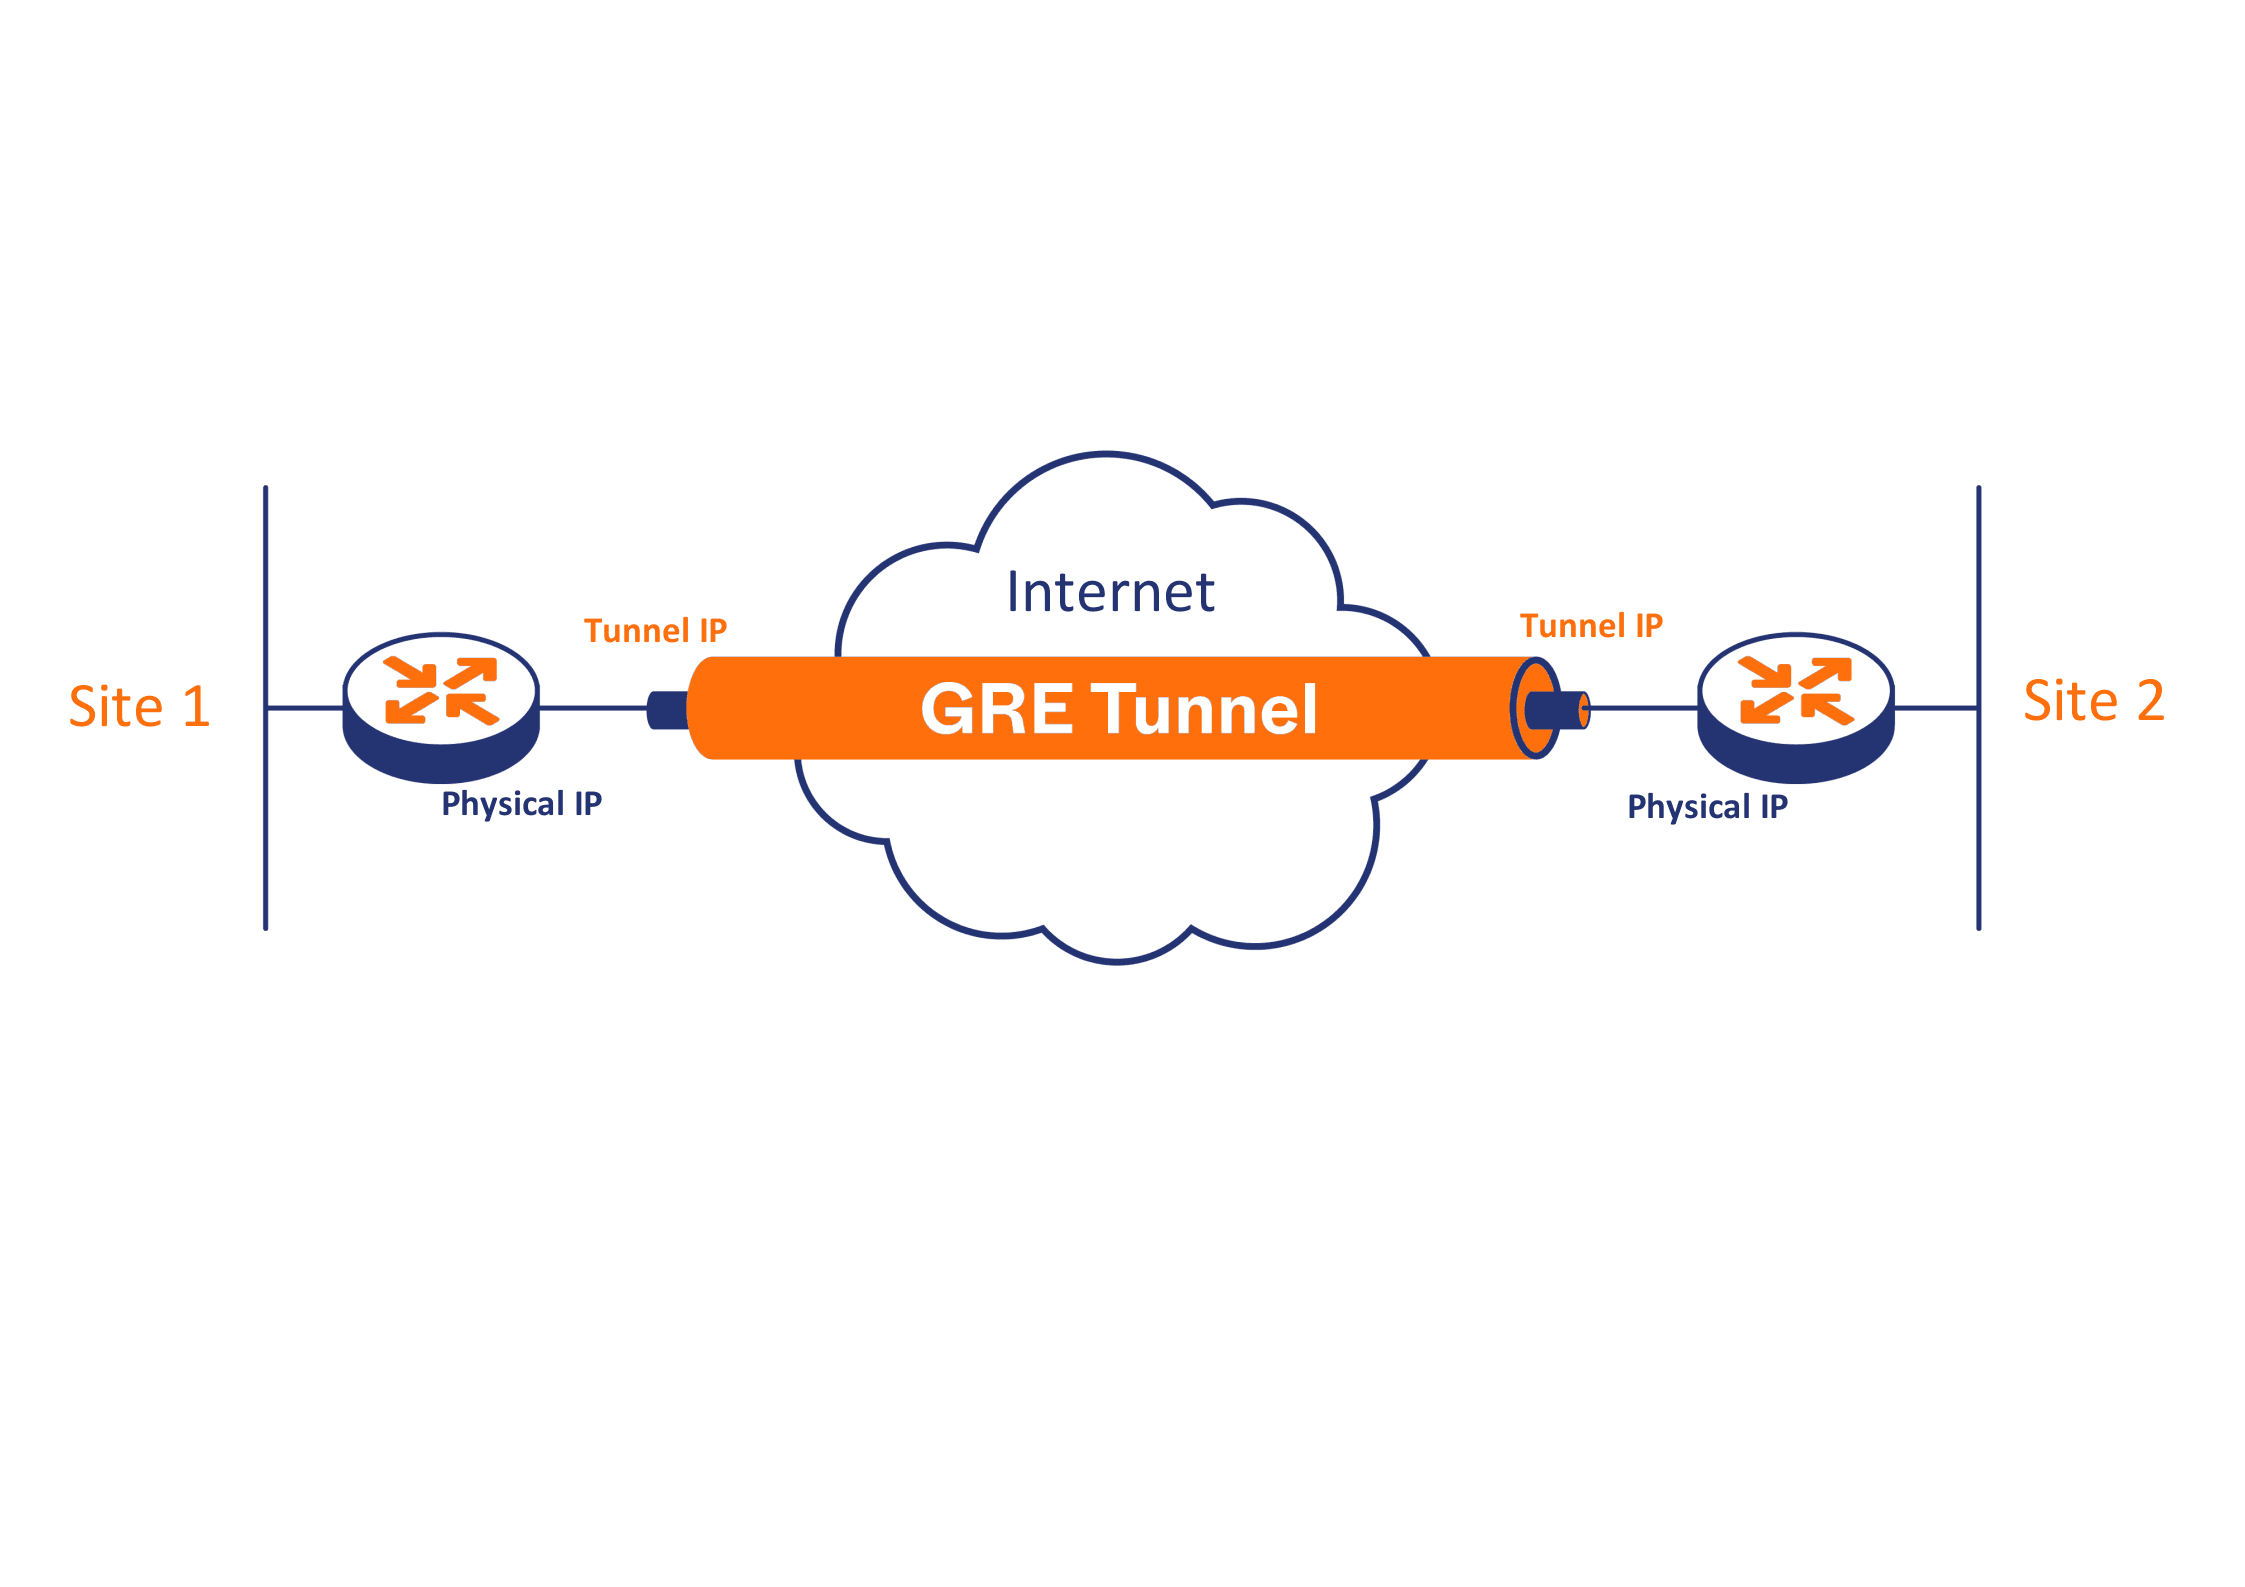 Internet
Tunnel IP
Tunnel IP
Site 1
GRE Tunnel
Site 2
Physical IP
Physical IP